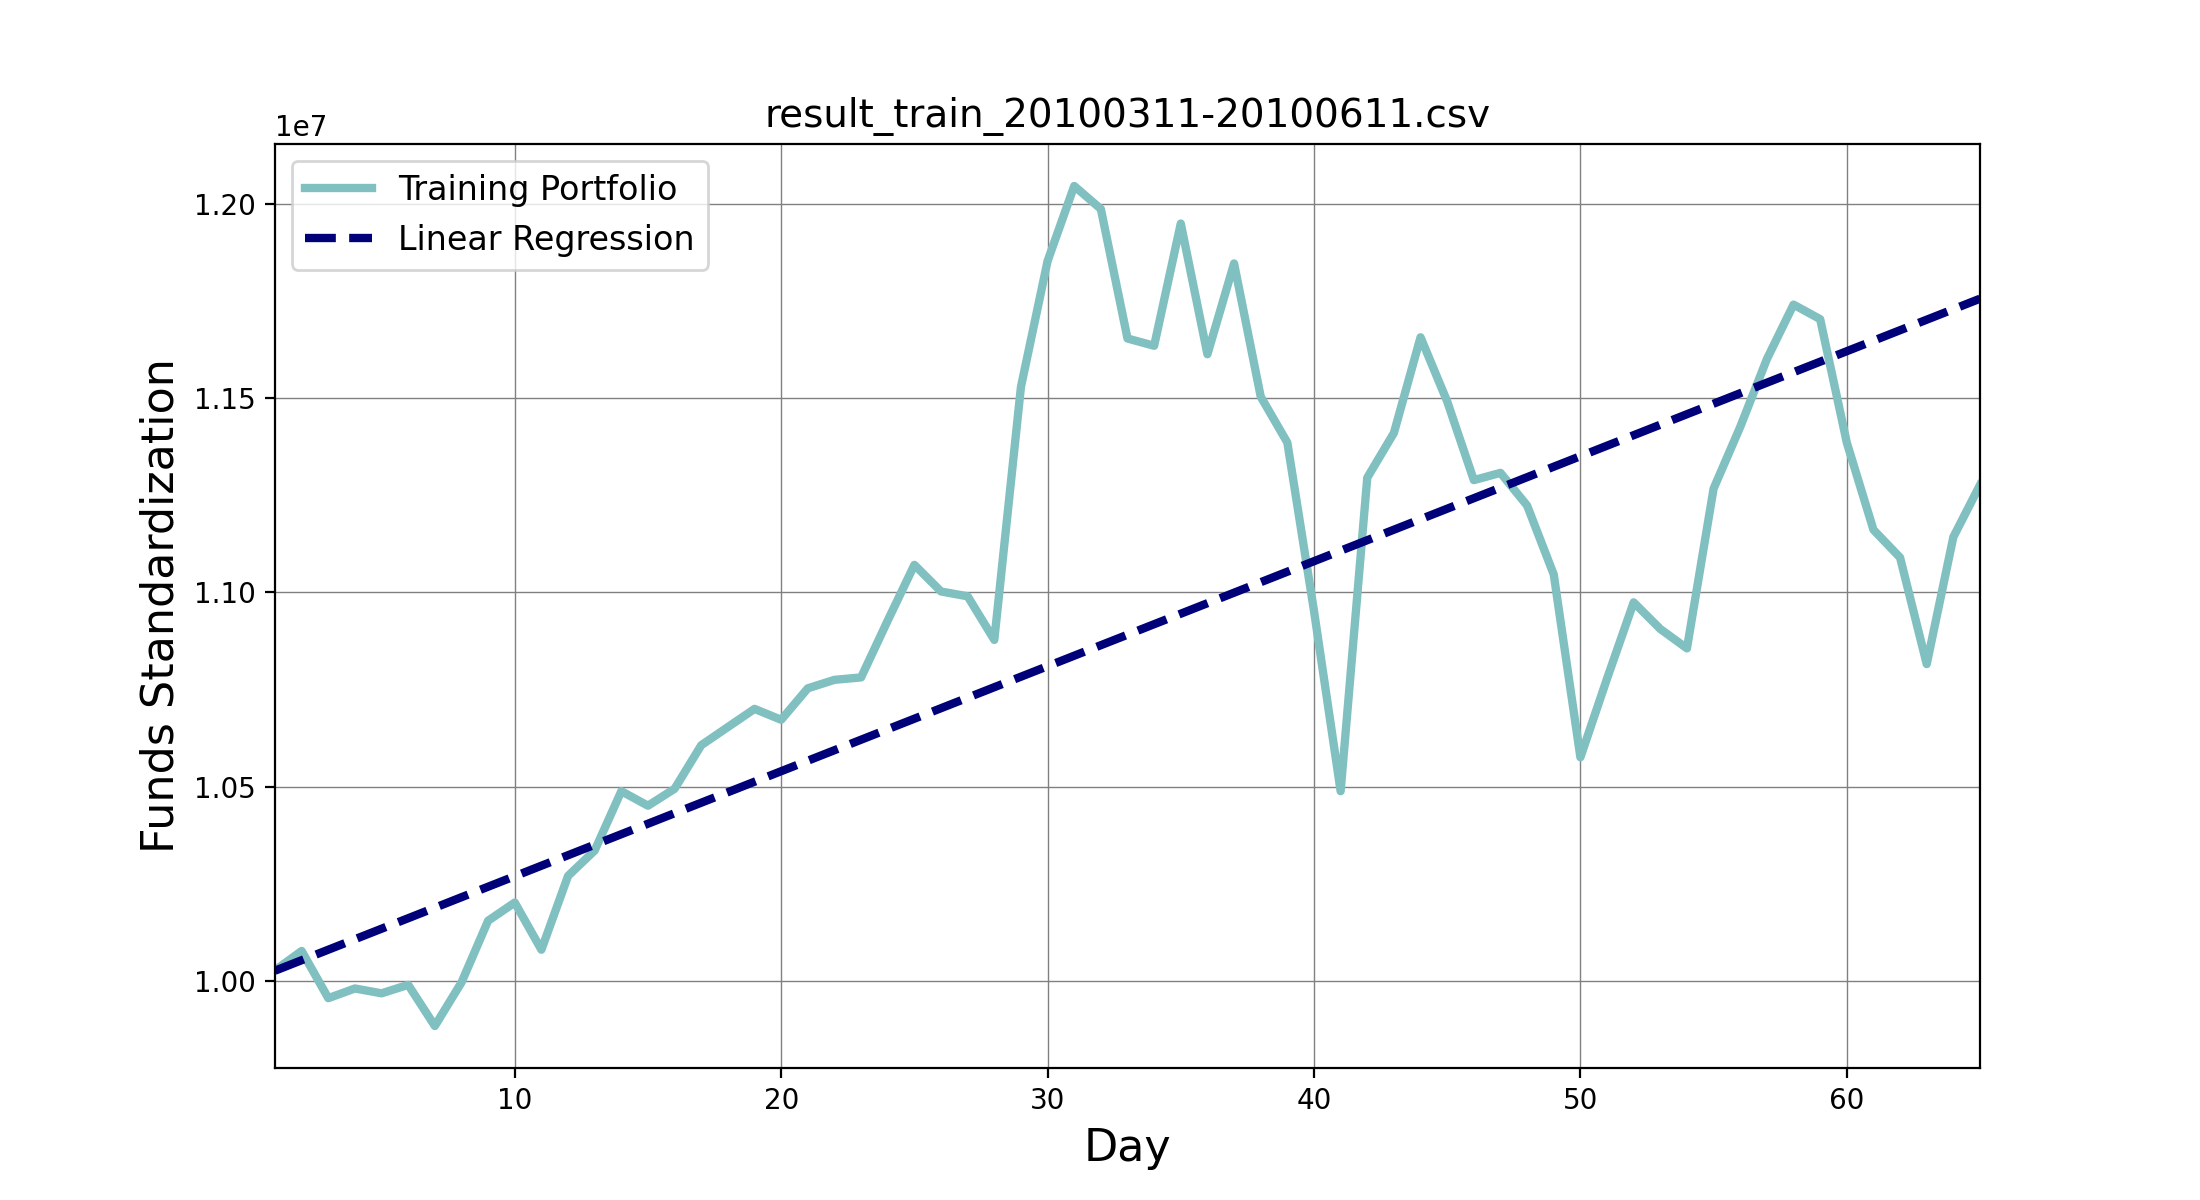 result_train_20100311-20100611.csv
1e7
Training Portfolio
Linear Regression
Funds Standardization
1.20
1.15
1.10
1.05
1.00
10 20 30 40 50 60
Day